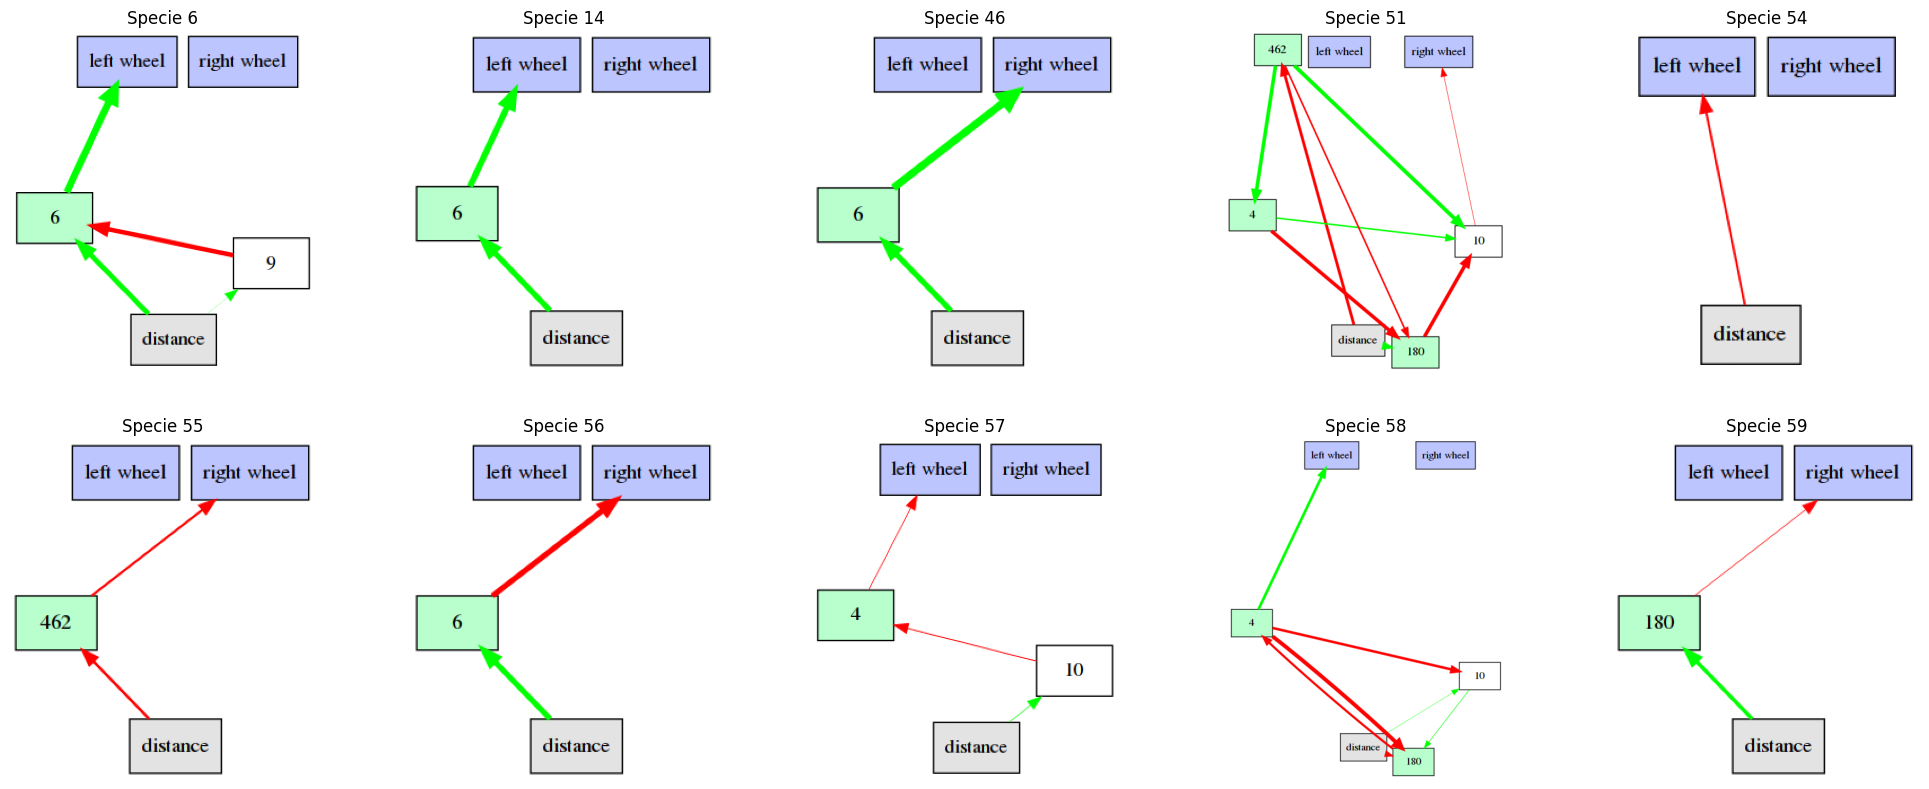 Specie 6
left wheel
right wheel
6
9
distance
Specie 14
left wheel
right wheel
6
distance
Specie 46
left wheel
right wheel
6
distance
Specie 51
462
left wheel
right wheel
4
10
distance
180
Specie 54
left wheel
right wheel
distance
Specie 55
left wheel
right wheel
462
distance
Specie 56
left wheel
right wheel
6
distance
Specie 57
left wheel
right wheel
4
10
distance
Specie 58
left wheel
right wheel
4
10
distance
180
Specie 59
left wheel
right wheel
180
distance